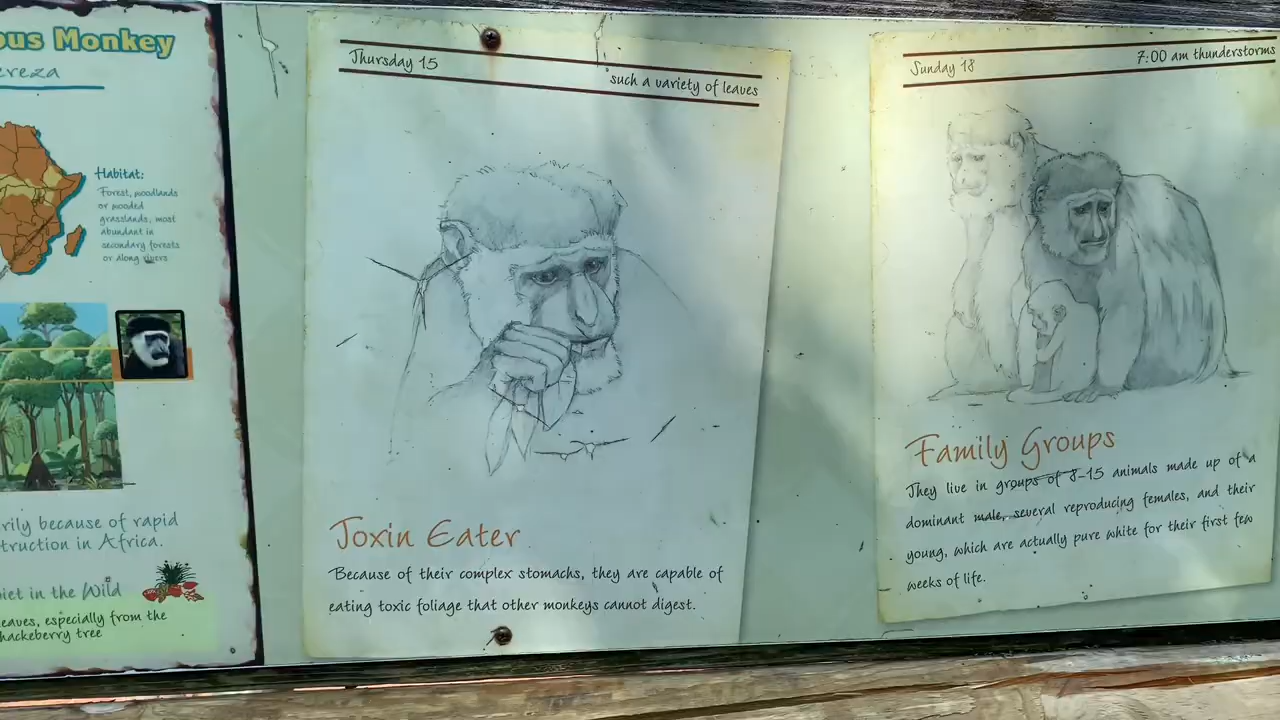 ous Monkey
ereza
Habitat:
Forest, woodlands
or wooded
grasslands, most
abundant in
secondary forests
or along rivers
rily because of rapid
truction in Africa.
iet in the Wild
eaves, especially from the
hackeberry tree
Thursday 15
such a variety of leaves
Toxin Eater
Because of their complex stomachs, they are capable of
eating toxic foliage that other monkeys cannot digest.
Sunday 18
7:00 am thunderstorms
Family Groups
They live in groups of 8-15 animals made up of a
dominant male, several reproducing females, and their
young, which are actually pure white for their first few
weeks of life.